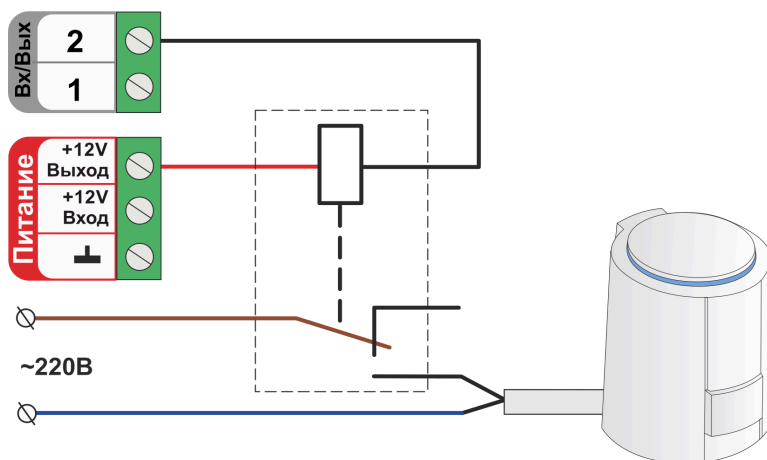 Вх/Вых
2
1
Питание
+12V
Выход
+12V
Вход
~220В